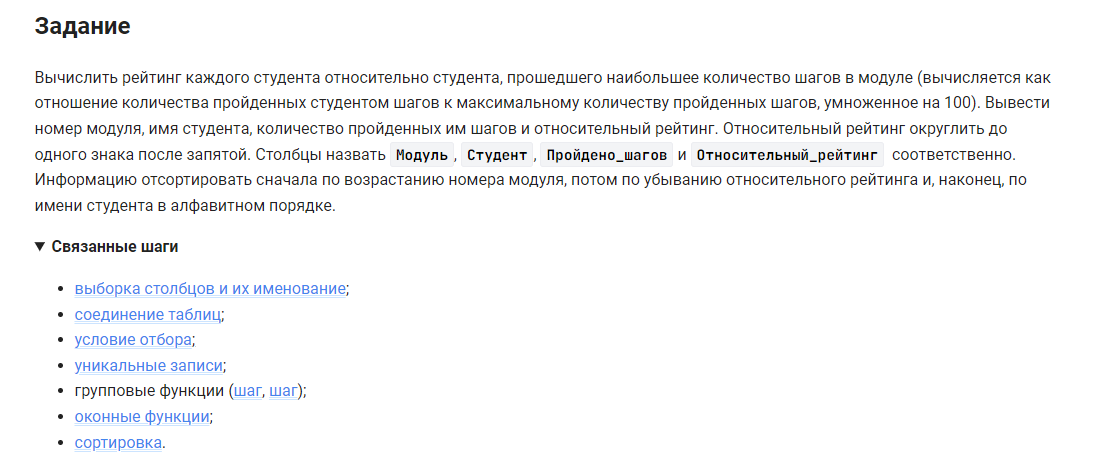 Задание
Вычислить рейтинг каждого студента относительно студента, прошедшего наибольшее количество шагов в модуле (вычисляется как
отношение количества пройденных студентом шагов к максимальному количеству пройденных шагов, умноженное на 100). Вывести
номер модуля, имя студента, количество пройденных им шагов и относительный рейтинг. Относительный рейтинг округлить до
одного знака после запятой. Столбцы назвать Модуль, Студент, Пройдено_шагов и Относительный_рейтинг соответственно.
Информацию отсортировать сначала по возрастанию номера модуля, потом по убыванию относительного рейтинга и, наконец, по
имени студента в алфавитном порядке.
▼ Связанные шаги
• выборка столбцов и их именование;
• соединение таблиц;
• условие отбора;
• уникальные записи;
• групповые функции (шаг, шаг);
• оконные функции;
• сортировка.